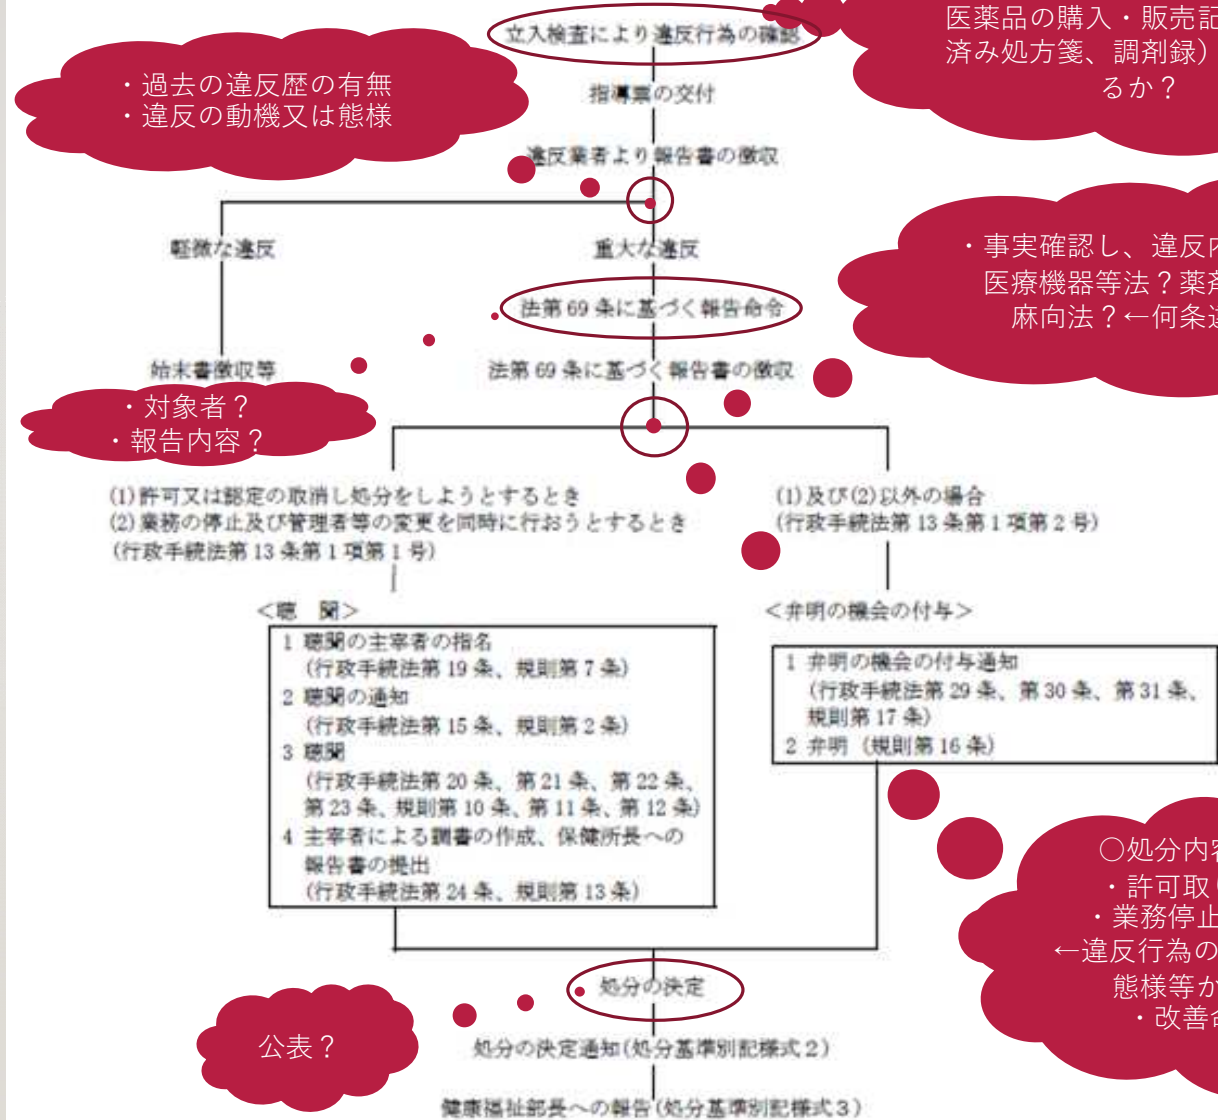 医薬品の購入・販売記
済み処方箋、調剤録)
るか？
立入検査により違反行為の確認
・過去の違反歴の有無
・違反の動機又は態様
指導票の交付
違反業者より報告書の徴収
軽微な違反
重大な違反
・事実確認し、違反内
医療機器等法？薬剤
麻向法？←何条違
法第69条に基づく報告命令
始末書徴収等
法第69条に基づく報告書の徴収
・対象者？
・報告内容？
(1)許可又は認定の取消し処分をしようとするとき
(2)業務の停止及び管理者等の変更を同時に行おうとするとき
(行政手続法第13条第1項第1号)
(1)及び(2)以外の場合
(行政手続法第13条第1項第2号)
＜聴　聞＞
1 聴聞の主宰者の指名
(行政手続法第19条、規則第7条)
2 聴聞の通知
(行政手続法第15条、規則第2条)
3 聴聞
(行政手続法第20条、第21条、第22条、
第23条、規則第10条、第11条、第12条)
4 主宰者による調書の作成、保健所長への
報告書の提出
(行政手続法第24条、規則第13条)
＜弁明の機会の付与＞
1 弁明の機会の付与通知
(行政手続法第29条、第30条、第31条、
規則第17条)
2 弁明 (規則第16条)
○処分内容
・許可取り
・業務停止
←違反行為の
態様等か
・改善命
処分の決定
公表？
処分の決定通知(処分基準別記様式2)
健康福祉部長への報告(処分基準別記様式3)